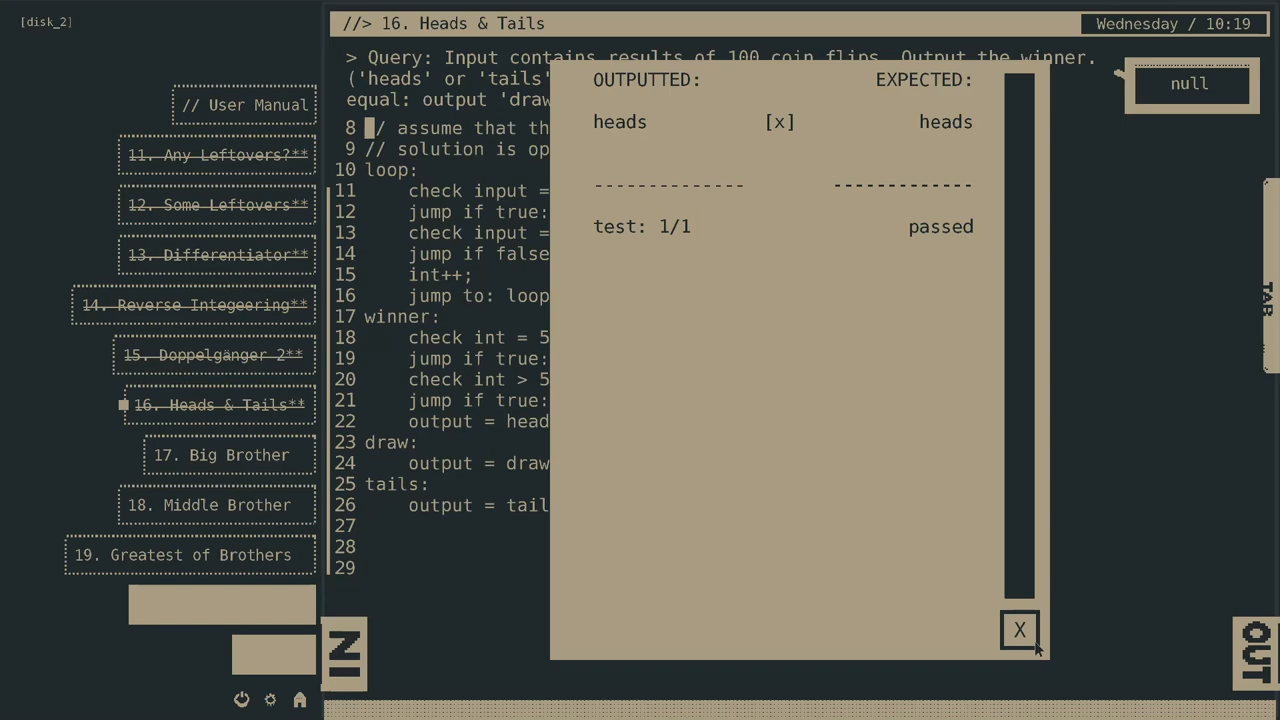 [disk_2]
//> 16. Heads & Tails
Wednesday / 10:19
> Query: Input contains results of 100 coin flips. Output the winner.
('heads' or 'tails'
equal: output 'draw
null
// User Manual
11. Any Leftovers?**
12. Some Leftovers**
13. Differentiator**
14. Reverse Integeering**
15. Doppelgänger 2**
16. Heads & Tails**
17. Big Brother
18. Middle Brother
19. Greatest of Brothers
8 / assume that th
9 // solution is op
10 loop:
11 check input =
12 jump if true:
13 check input =
14 jump if false
15 int++;
16 jump to: loop
17 winner:
18 check int = 5
19 jump if true:
20 check int > 5
21 jump if true:
22 output = head
23 draw:
24 output = draw
25 tails:
26 output = tail
27
28
29
OUTPUTTED: EXPECTED:
heads [x] heads
-------------- -------------
test: 1/1 passed
X
TAB
IN
OUT